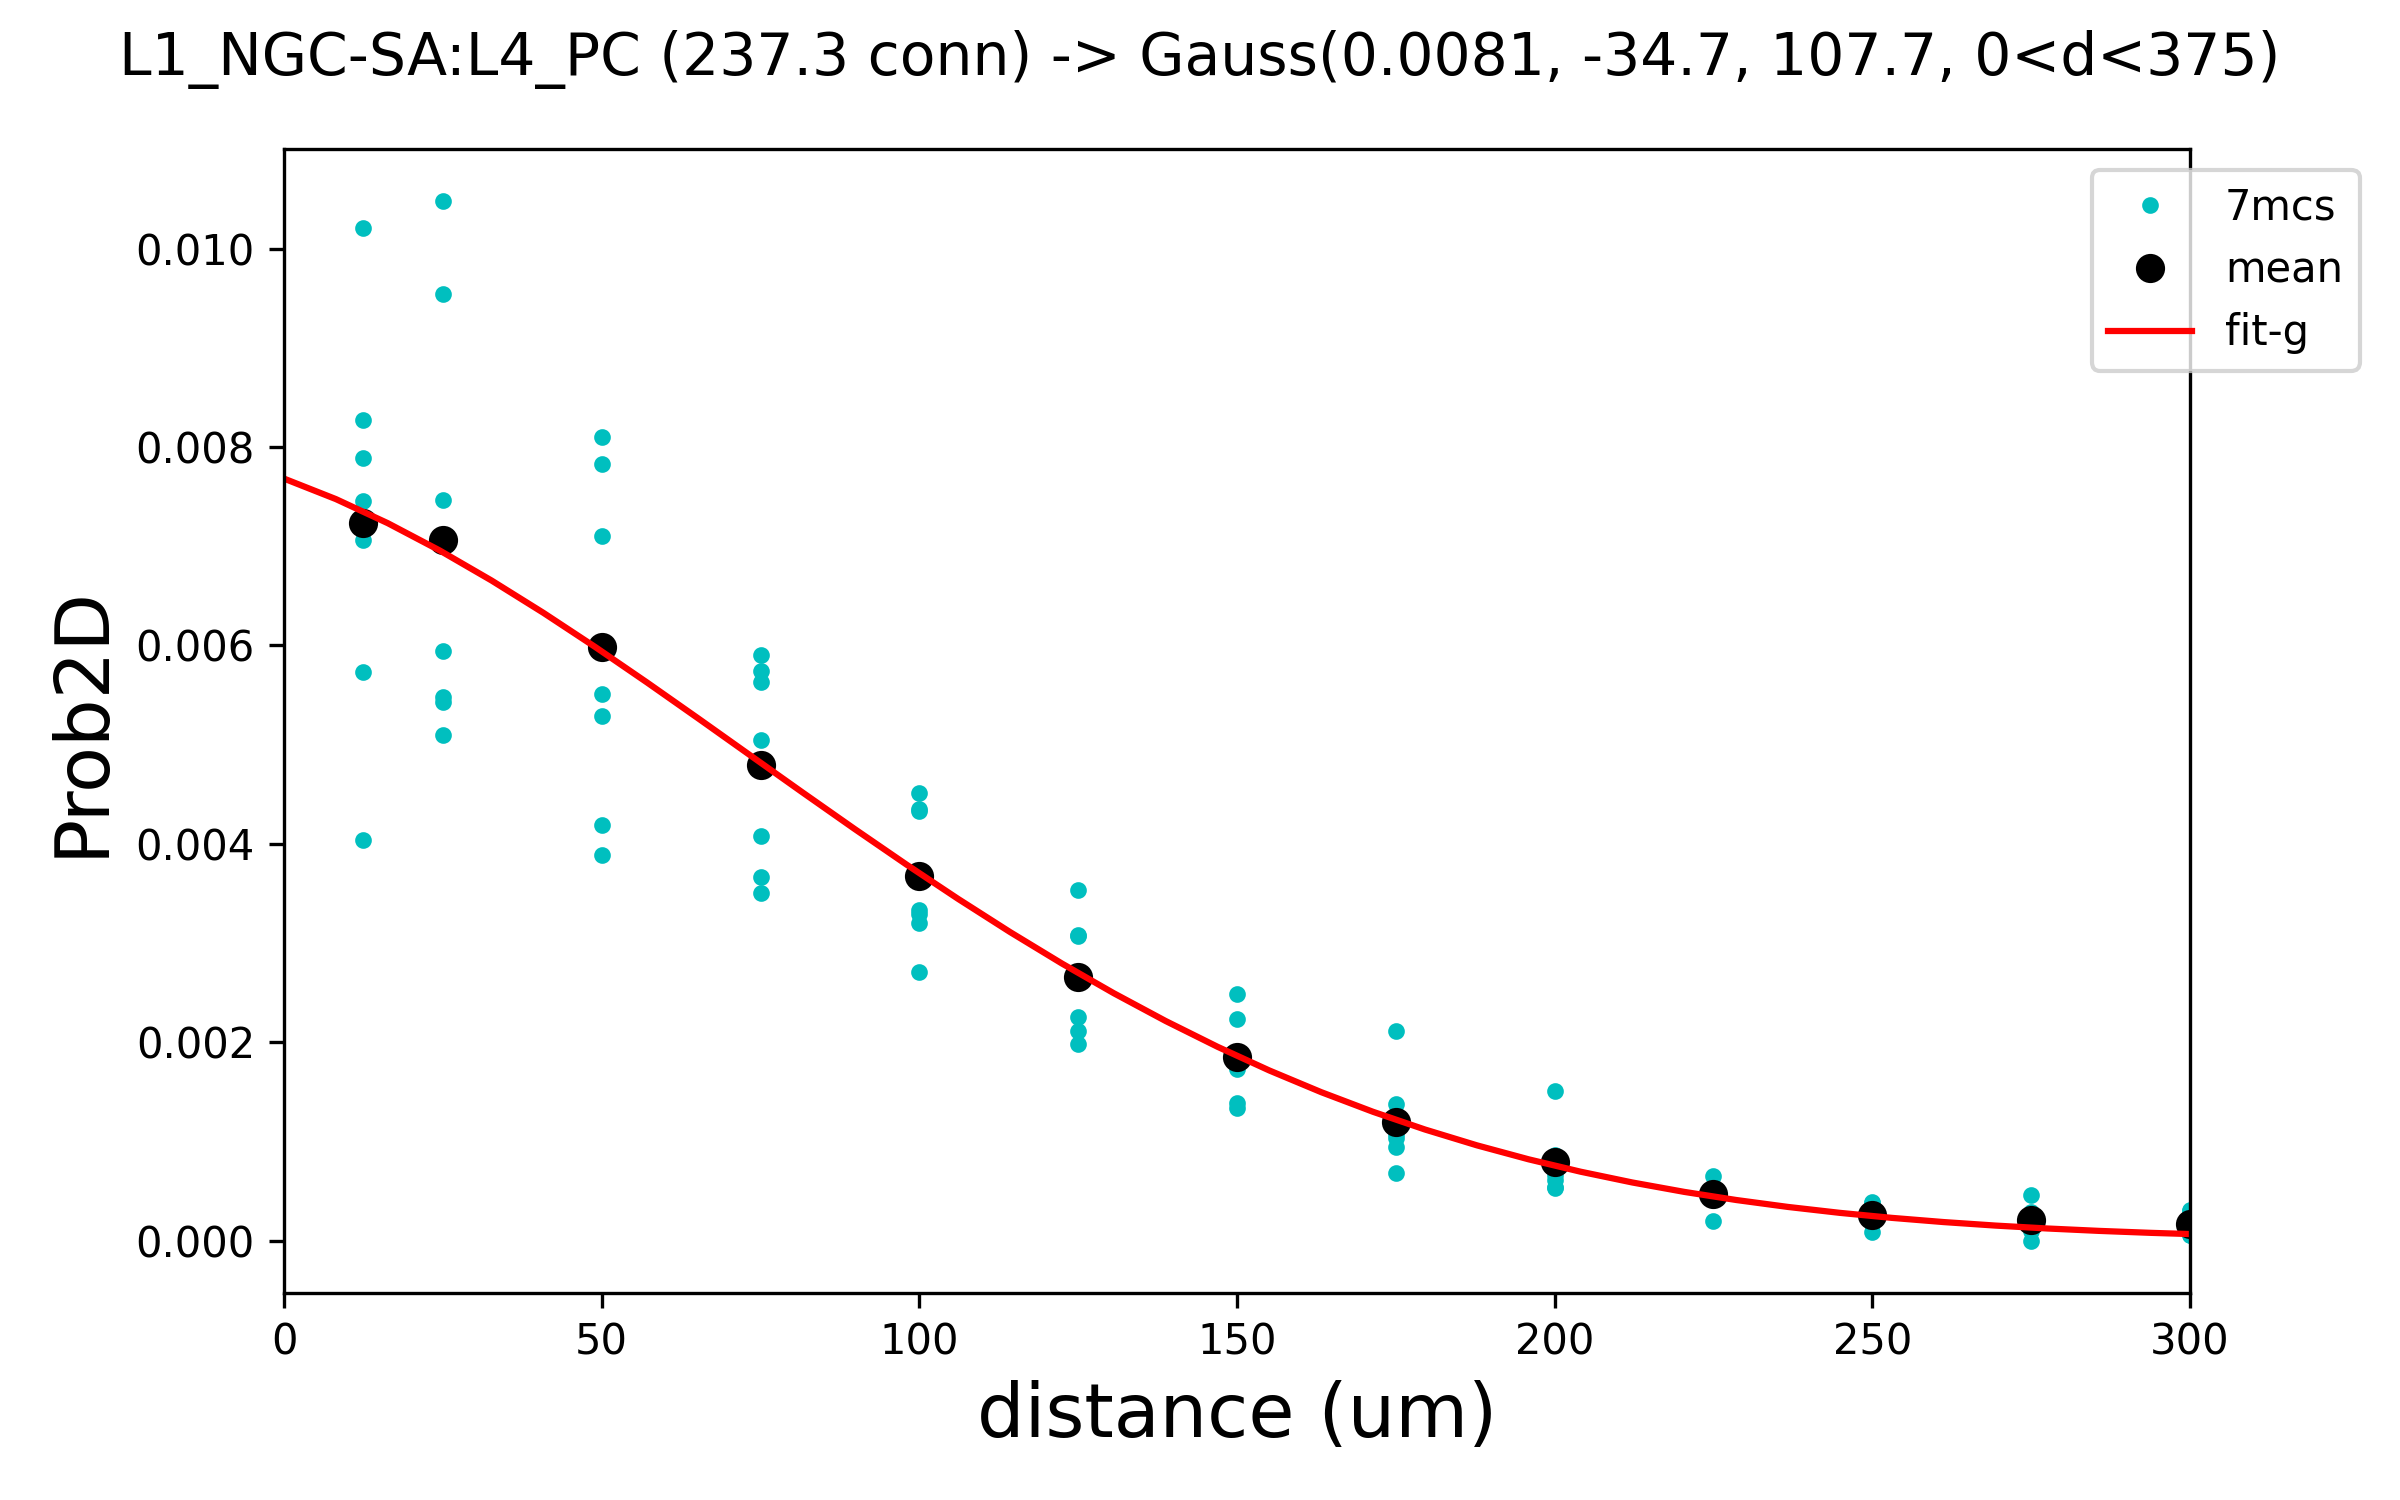 L1_NGC-SA:L4_PC (237.3 conn) -> Gauss(0.0081, -34.7, 107.7, 0<d<375)
7mcs
mean
fit-g
0.010
0.008
0.006
0.004
0.002
0.000
Prob2D
0 50 100 150 200 250 300
distance (um)